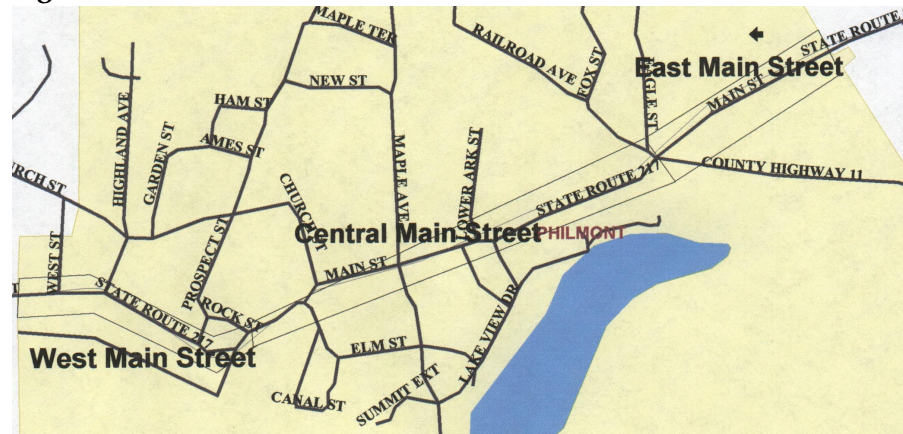 MAPLE TER
RAILROAD AVE
FOX ST
EAGLE ST
STATE ROUTE
East Main Street
MAIN ST
NEW ST
HIGHLAND AVE
HAM ST
GARDEN ST
AMES ST
MAPLE AVE
COUNTY HIGHWAY 11
STATE ROUTE 217
CHURCH ST
Central Main Street
PHILMONT
WEST ST
PROSPECT ST
MAIN ST
STATE ROUTE 217
ROCK ST
LAKE VIEW DR
West Main Street
ELM ST
CANAL ST
SUMMIT EXT